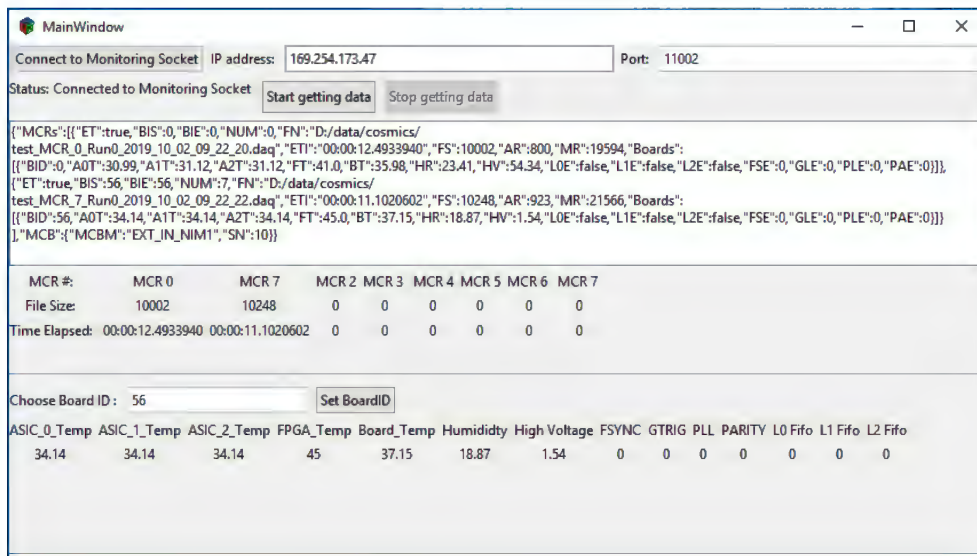 MainWindow
Connect to Monitoring Socket IP address: 169.254.173.47 Port: 11002
Status: Connected to Monitoring Socket Start getting data Stop getting data
{"MCRs":[{"ET":true,"BIS":0,"BIE":0,"NUM":0,"FN":"D:/data/cosmics/
test_MCR_0_Run0_2019_10_02_09_22_20.daq","ETI":"00:00:12.4933940","FS":10002,"AR":800,"MR":19594,"Boards":
[{"BID":0,"A0T":30.99,"A1T":31.12,"A2T":31.12,"FT":41.0,"BT":35.98,"HR":23.41,"HV":54.34,"L0E":false,"L1E":false,"L2E":false,"FSE":0,"GLE":0,"PLE":0,"PAE":0}]},
{"ET":true,"BIS":56,"BIE":56,"NUM":7,"FN":"D:/data/cosmics/
test_MCR_7_Run0_2019_10_02_09_22_22.daq","ETI":"00:00:11.1020602","FS":10248,"AR":923,"MR":21566,"Boards":
[{"BID":56,"A0T":34.14,"A1T":34.14,"A2T":34.14,"FT":45.0,"BT":37.15,"HR":18.87,"HV":1.54,"L0E":false,"L1E":false,"L2E":false,"FSE":0,"GLE":0,"PLE":0,"PAE":0}]}
],"MCB":{"MCBM":"EXT_IN_NIM1","SN":10}}
MCR #: MCR 0 MCR 7 MCR 2 MCR 3 MCR 4 MCR 5 MCR 6 MCR 7
File Size: 10002 10248 0 0 0 0 0 0
Time Elapsed: 00:00:12.4933940 00:00:11.1020602 0 0 0 0 0 0
Choose Board ID : 56 Set BoardID
ASIC_0_Temp ASIC_1_Temp ASIC_2_Temp FPGA_Temp Board_Temp Humididty High Voltage FSYNC GTRIG PLL PARITY L0 Fifo L1 Fifo L2 Fifo
34.14 34.14 34.14 45 37.15 18.87 1.54 0 0 0 0 0 0 0